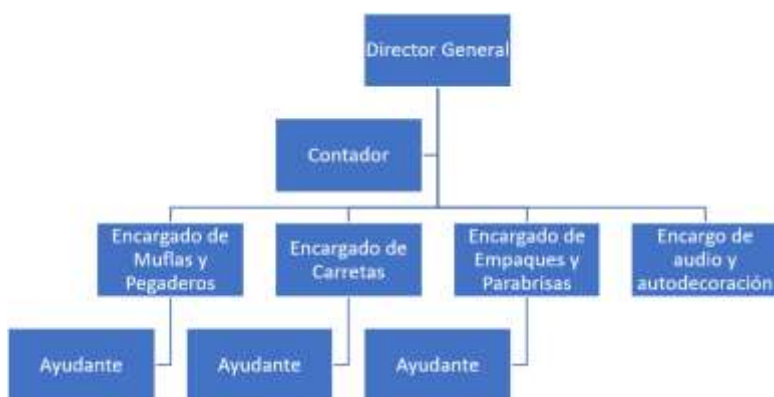 Director General
Contador
Encargado de
Muflas y
Pegaderos
Encargado de
Carretas
Encargado de
Empaques y
Parabrisas
Encargo de
audio y
autodecoración
Ayudante
Ayudante
Ayudante